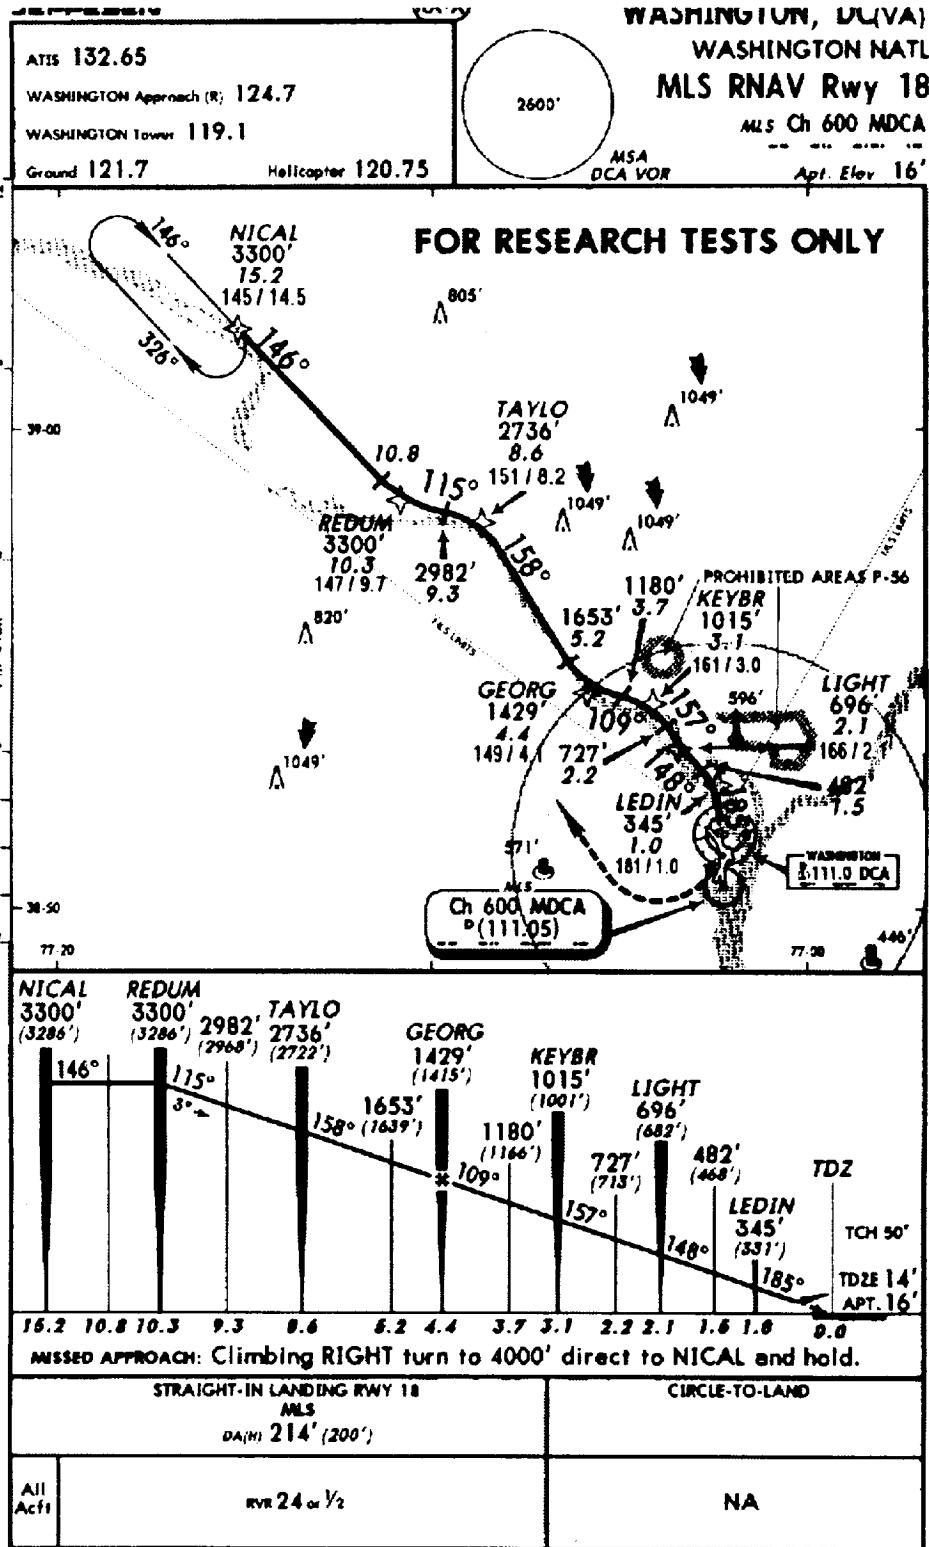 JEPPESEN
WASHINGTON, DC(VA)
WASHINGTON NATL
MLS RNAV Rwy 18
MLS Ch 600 MDCA
Apt. Elev 16'
ATIS 132.65
WASHINGTON Approach (R) 124.7
WASHINGTON Tower 119.1
Ground 121.7 Helicopter 120.75
2600'
MSA
DCA VOR
FOR RESEARCH TESTS ONLY
146°
326°
NICAL
3300'
15.2
145/14.5
146°
805'
1049'
39-00
10.8
115°
TAYLO
2736'
8.6
151/8.2
1049'
1049'
REDUM
3300'
10.3
147/9.7
2982'
9.3
158°
820'
1653'
5.2
1180'
3.7
PROHIBITED AREAS P-56
KEYBR
1015'
3.1
161/3.0
GEORG
1429'
4.4
149/4.1
109°
157°
596'
LIGHT
696'
2.1
166/2.1
1049'
727'
2.2
148°
482'
1.5
LEDIN
345'
1.0
181/1.0
185°
571'
WASHINGTON
111.0 DCA
MLS
Ch 600 MDCA
(111.05)
38-50
77-20
446'
NICAL
3300'
(3286')
REDUM
3300'
(3286')
2982'
(2968')
TAYLO
2736'
(2722')
GEORG
1429'
(1415')
KEYBR
1015'
(1001')
LIGHT
696'
(682')
1653'
(1639')
1180'
(1166')
727'
(713')
482'
(468')
LEDIN
345'
(331')
TDZ
TCH 50'
TDZE 14'
APT. 16'
146°
115°
3°
158°
109°
157°
148°
185°
15.2 10.8 10.3 9.3 8.6 5.2 4.4 3.7 3.1 2.2 2.1 1.5 1.0 0.0
MISSED APPROACH: Climbing RIGHT turn to 4000' direct to NICAL and hold.
STRAIGHT-IN LANDING RWY 18
MLS
DA(H) 214' (200')
CIRCLE-TO-LAND
All
Acft
RVR 24 or 1/2
NA